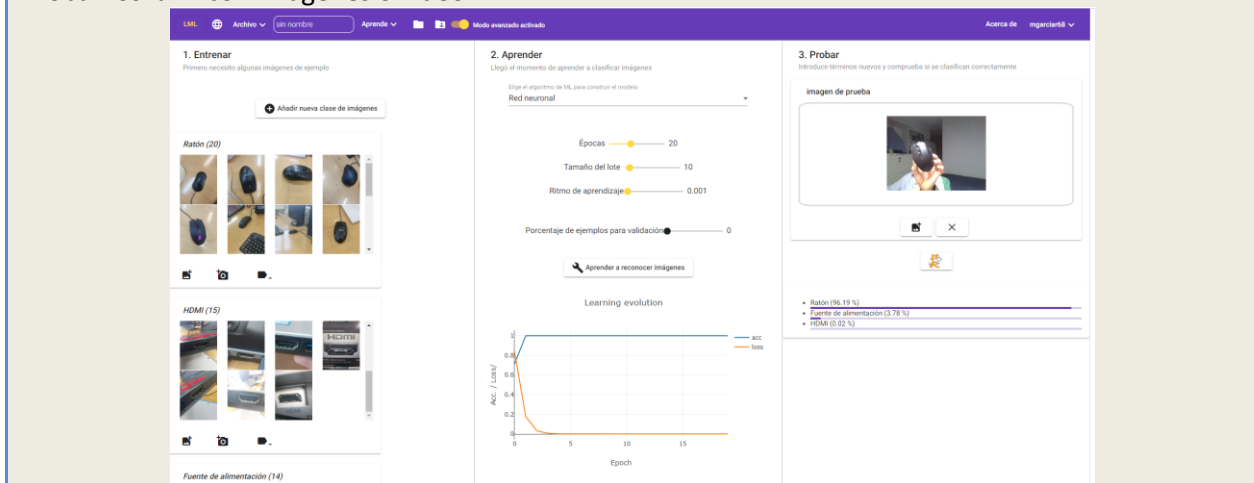 LML Archivo sin nombre Aprende Modo avanzado activado Acerca de mgarciar68
1. Entrenar
Primero necesito algunas imágenes de ejemplo
Añadir nueva clase de imágenes
Ratón (20)
HDMI (15)
HDMI
Fuente de alimentación (14)
2. Aprender
Llegó el momento de aprender a clasificar imágenes
Elige el algoritmo de ML para construir el modelo
Red neuronal
Épocas 20
Tamaño del lote 10
Ritmo de aprendizaje 0.001
Porcentaje de ejemplos para validación 0
Aprender a reconocer imágenes
Learning evolution
1
0.8
0.6
0.4
0.2
0
Acc. / Loss/
0 5 10 15
Epoch
acc
loss
3. Probar
Introduce términos nuevos y comprueba si se clasifican correctamente
imagen de prueba
Ratón (96.19 %)
Fuente de alimentación (3.78 %)
HDMI (0.02 %)